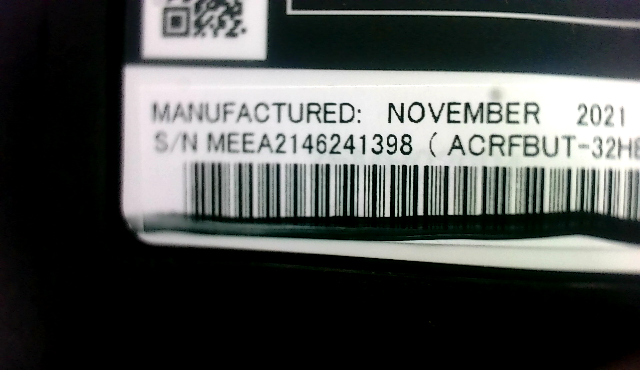 MANUFACTURED: NOVEMBER 2021
S/N MEEA2146241398 ( ACRFBUT-32H